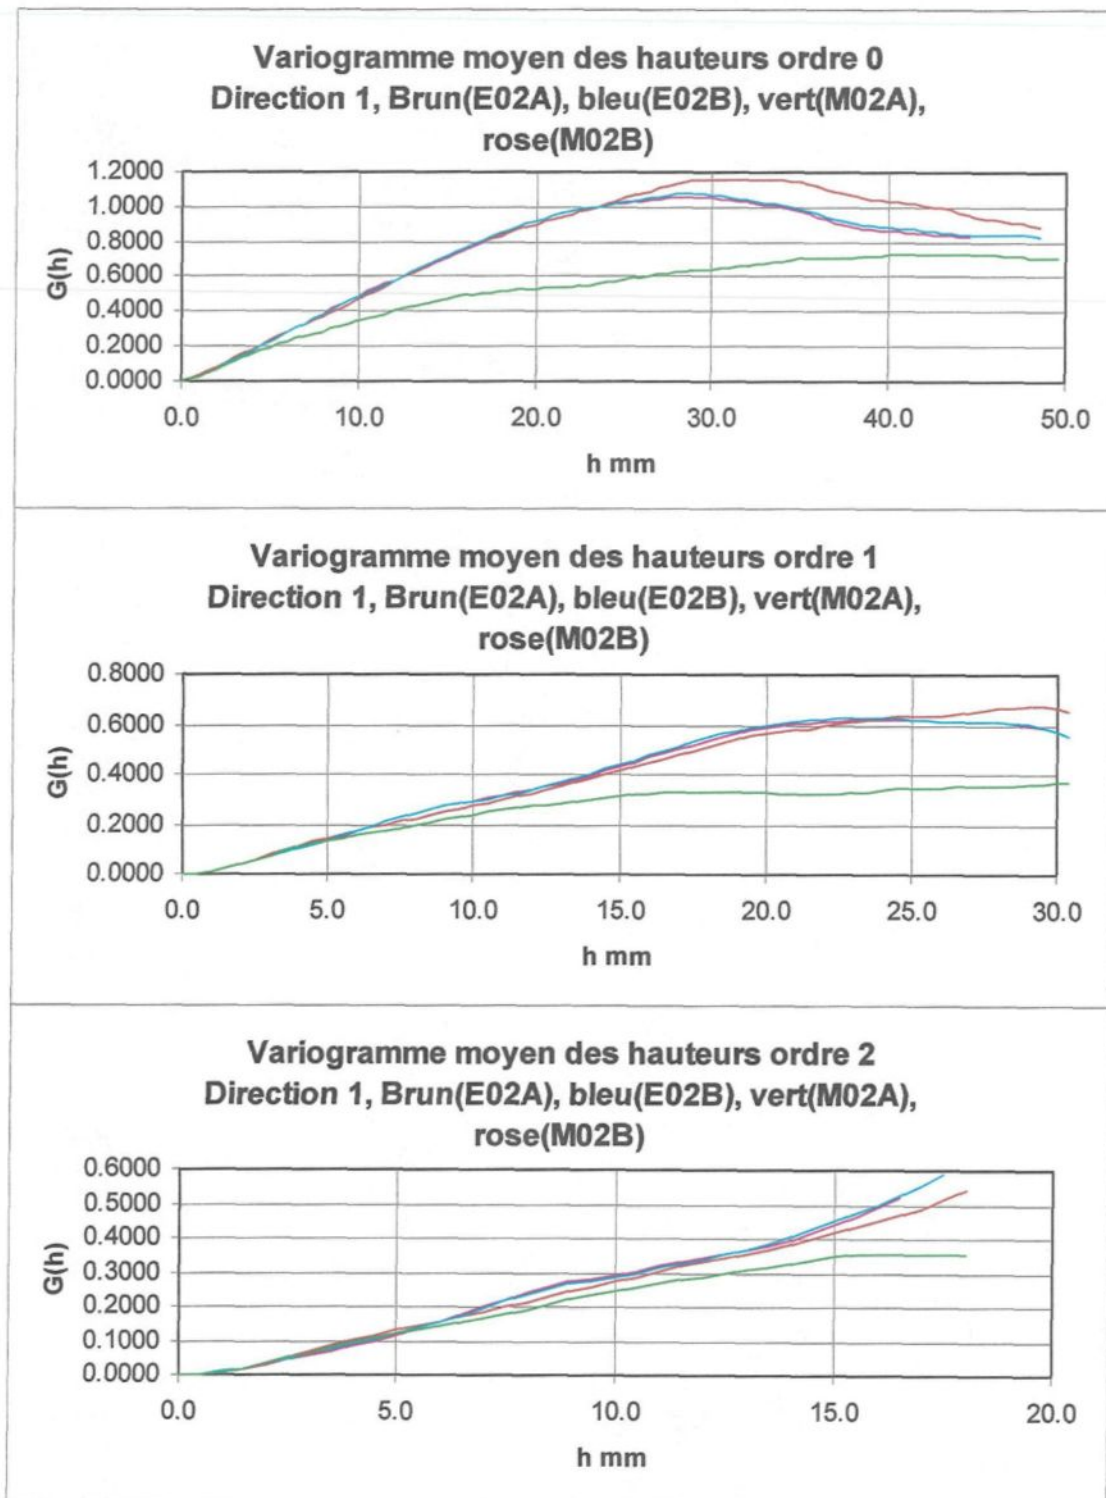 Variogramme moyen des hauteurs ordre 0
Direction 1, Brun(E02A), bleu(E02B), vert(M02A),
rose(M02B)
1.2000
1.0000
0.8000
0.6000
0.4000
0.2000
0.0000
G(h)
0.0 10.0 20.0 30.0 40.0 50.0
h mm
Variogramme moyen des hauteurs ordre 1
Direction 1, Brun(E02A), bleu(E02B), vert(M02A),
rose(M02B)
0.8000
0.6000
0.4000
0.2000
0.0000
G(h)
0.0 5.0 10.0 15.0 20.0 25.0 30.0
h mm
Variogramme moyen des hauteurs ordre 2
Direction 1, Brun(E02A), bleu(E02B), vert(M02A),
rose(M02B)
0.6000
0.5000
0.4000
0.3000
0.2000
0.1000
0.0000
G(h)
0.0 5.0 10.0 15.0 20.0
h mm